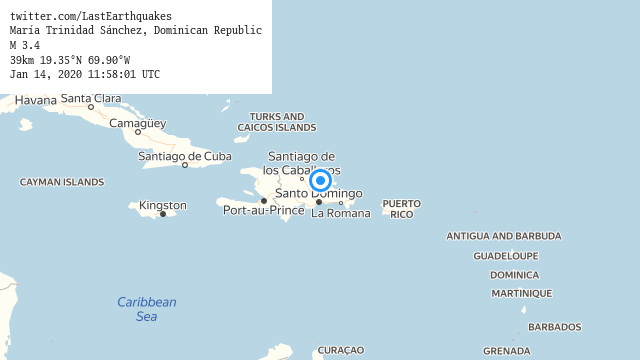 twitter.com/LastEarthquakes
María Trinidad Sánchez, Dominican Republic
M 3.4
39km 19.35°N 69.90°W
Jan 14, 2020 11:58:01 UTC
Havana
Santa Clara
Camagüey
TURKS AND
CAICOS ISLANDS
Santiago de Cuba
Santiago de
los Caballeros
CAYMAN ISLANDS
Kingston
Port-au-Prince
Santo Domingo
La Romana
PUERTO
RICO
ANTIGUA AND BARBUDA
GUADELOUPE
DOMINICA
MARTINIQUE
Caribbean
Sea
BARBADOS
CURAÇAO
GRENADA